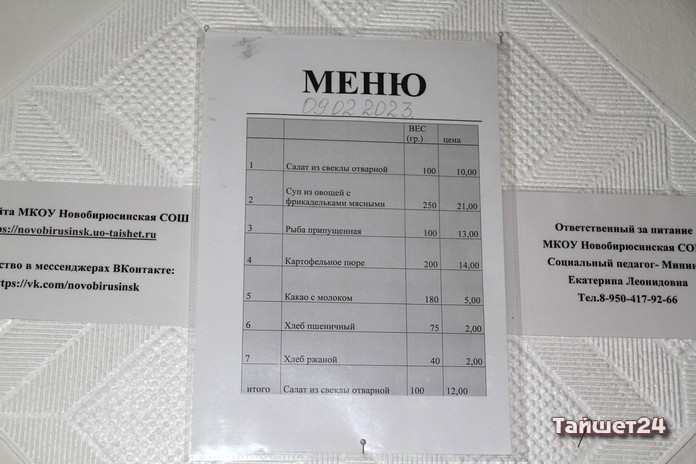 МЕНЮ
09.02.2023.
ВЕС (гр.) цена
1 Салат из свеклы отварной 100 10,00
2 Суп из овощей с фрикадельками мясными 250 21,00
3 Рыба припущенная 100 13,00
4 Картофельное пюре 200 14,00
5 Какао с молоком 180 5,00
6 Хлеб пшеничный 75 2,00
7 Хлеб ржаной 40 2,00
итого Салат из свеклы отварной 100 12,00
йта МКОУ Новобирюсинская СОШ
ps://novobirusinsk.uo-taishet.ru
ство в мессенджерах ВКонтакте:
ttps://vk.com/novobirusinsk
Ответственный за питание
МКОУ Новобирюсинская СО
Социальный педагог- Минин
Екатерина Леонидовна
Тел.8-950-417-92-66
Тайшет24